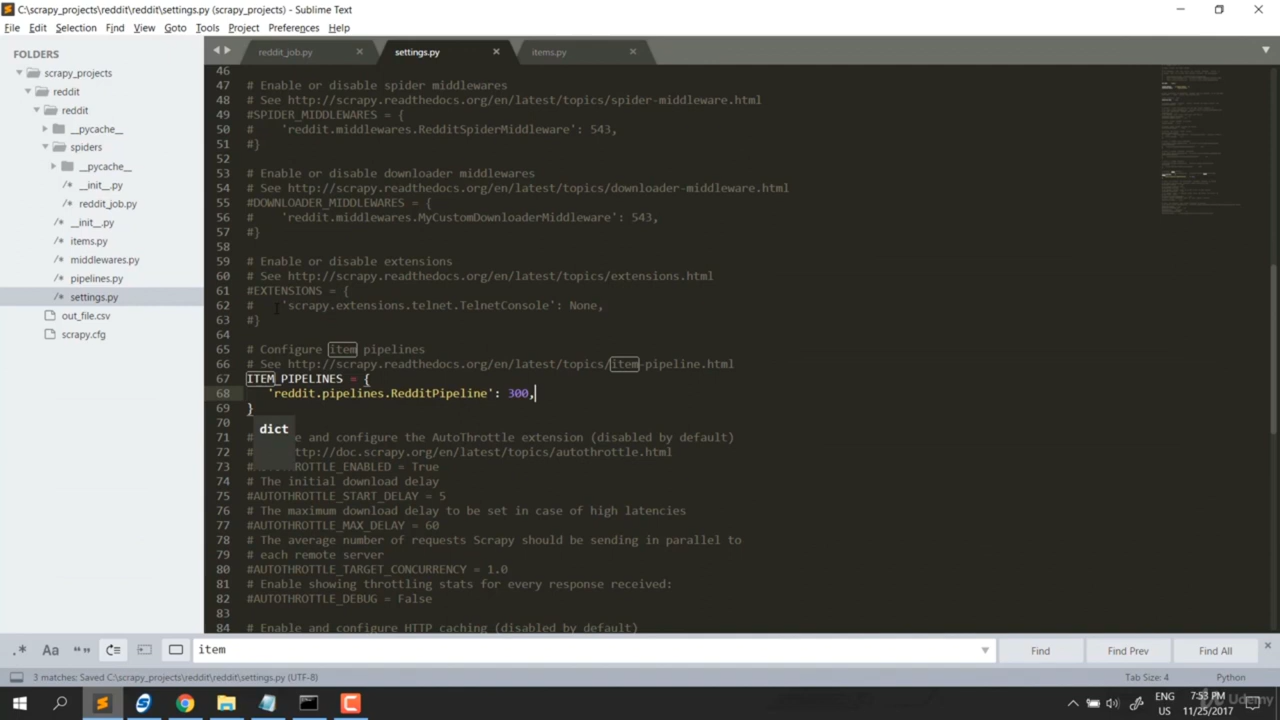 C:\scrapy_projects\reddit\reddit\settings.py (scrapy_projects) - Sublime Text
File Edit Selection Find View Goto Tools Project Preferences Help
FOLDERS
scrapy_projects
reddit
reddit
__pycache__
spiders
__pycache__
/* __init__.py
/* reddit_job.py
/* __init__.py
/* items.py
/* middlewares.py
/* pipelines.py
/* settings.py
out_file.csv
scrapy.cfg
reddit_job.py × settings.py × items.py ×
46
47 # Enable or disable spider middlewares
48 # See http://scrapy.readthedocs.org/en/latest/topics/spider-middleware.html
49 #SPIDER_MIDDLEWARES = {
50 #    'reddit.middlewares.RedditSpiderMiddleware': 543,
51 #}
52
53 # Enable or disable downloader middlewares
54 # See http://scrapy.readthedocs.org/en/latest/topics/downloader-middleware.html
55 #DOWNLOADER_MIDDLEWARES = {
56 #    'reddit.middlewares.MyCustomDownloaderMiddleware': 543,
57 #}
58
59 # Enable or disable extensions
60 # See http://scrapy.readthedocs.org/en/latest/topics/extensions.html
61 #EXTENSIONS = {
62 #    'scrapy.extensions.telnet.TelnetConsole': None,
63 #}
64
65 # Configure item pipelines
66 # See http://scrapy.readthedocs.org/en/latest/topics/item-pipeline.html
67 ITEM_PIPELINES = {
68    'reddit.pipelines.RedditPipeline': 300,
69 }
70 dict
71 # e and configure the AutoThrottle extension (disabled by default)
72 ttp://doc.scrapy.org/en/latest/topics/autothrottle.html
73 #AUTOTHROTTLE_ENABLED = True
74 # The initial download delay
75 #AUTOTHROTTLE_START_DELAY = 5
76 # The maximum download delay to be set in case of high latencies
77 #AUTOTHROTTLE_MAX_DELAY = 60
78 # The average number of requests Scrapy should be sending in parallel to
79 # each remote server
80 #AUTOTHROTTLE_TARGET_CONCURRENCY = 1.0
81 # Enable showing throttling stats for every response received:
82 #AUTOTHROTTLE_DEBUG = False
83
84 # Enable and configure HTTP caching (disabled by default)
.* Aa “” item Find Find Prev Find All ×
3 matches: Saved C:\scrapy_projects\reddit\reddit\settings.py (UTF-8) Tab Size: 4 Python
ENG
US
7:53 PM
11/25/2017
Udemy